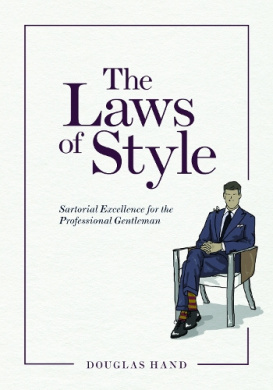 The
Laws
of Style
Sartorial Excellence for the
Professional Gentleman
DOUGLAS HAND